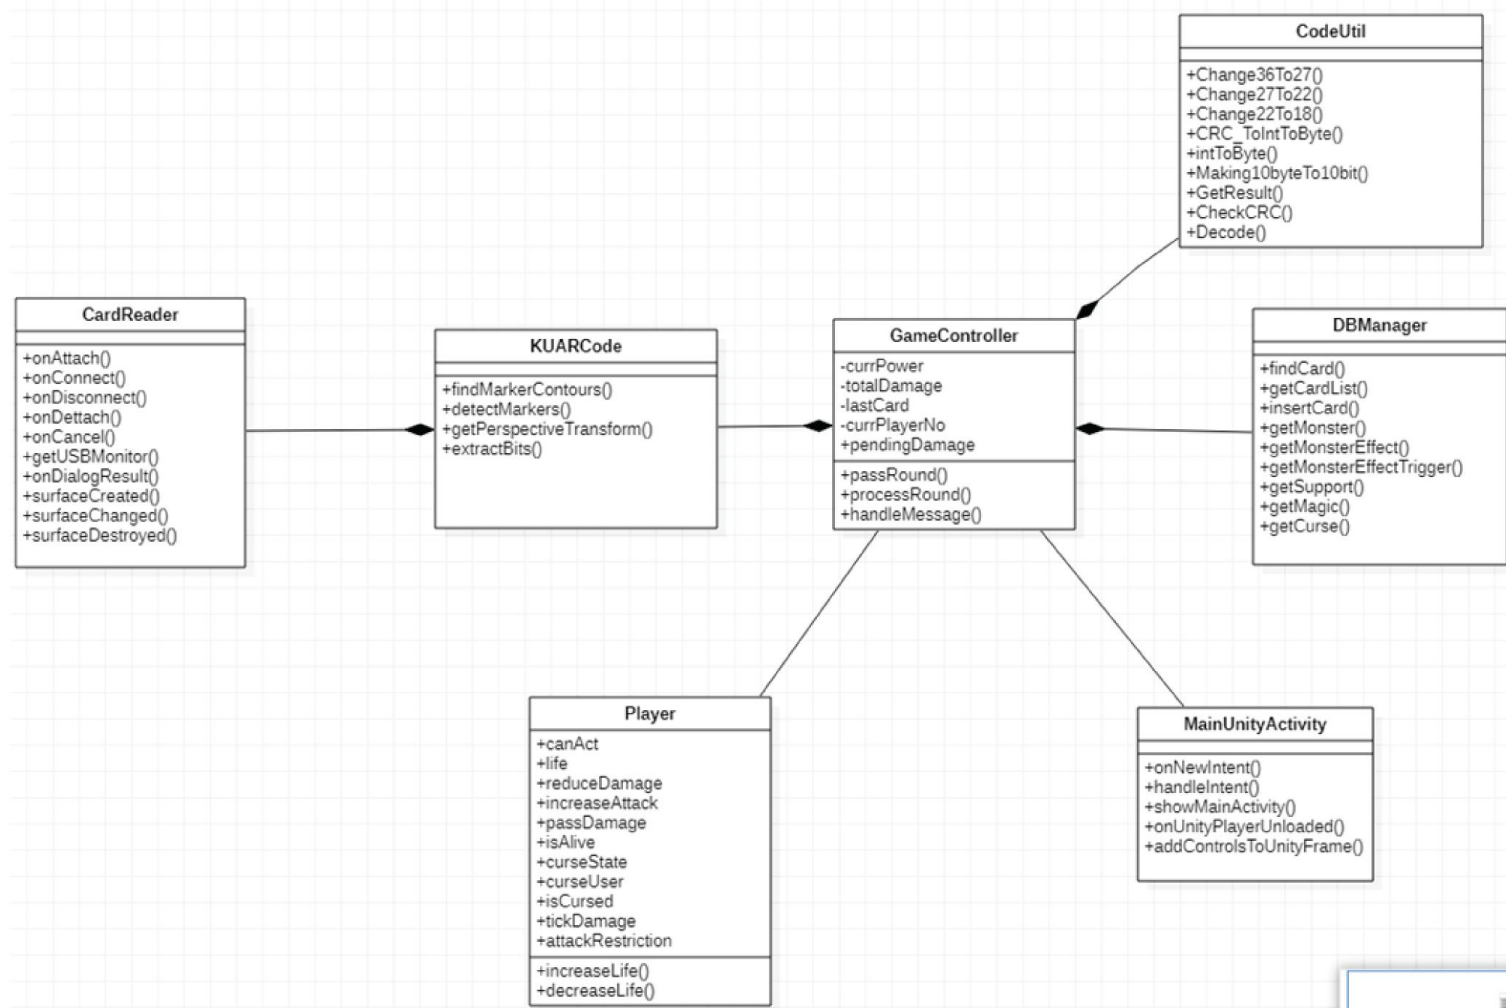 CodeUtil
+Change36To27()
+Change27To22()
+Change22To18()
+CRC_ToIntToByte()
+intToByte()
+Making10byteTo10bit()
+GetResult()
+CheckCRC()
+Decode()
CardReader
+onAttach()
+onConnect()
+onDisconnect()
+onDettach()
+onCancel()
+getUSBMonitor()
+onDialogResult()
+surfaceCreated()
+surfaceChanged()
+surfaceDestroyed()
KUARCode
+findMarkerContours()
+detectMarkers()
+getPerspectiveTransform()
+extractBits()
GameController
-currPower
-totalDamage
-lastCard
-currPlayerNo
+pendingDamage
+passRound()
+processRound()
+handleMessage()
DBManager
+findCard()
+getCardList()
+insertCard()
+getMonster()
+getMonsterEffect()
+getMonsterEffectTrigger()
+getSupport()
+getMagic()
+getCurse()
Player
+canAct
+life
+reduceDamage
+increaseAttack
+passDamage
+isAlive
+curseState
+curseUser
+isCursed
+tickDamage
+attackRestriction
+increaseLife()
+decreaseLife()
MainUnityActivity
+onNewIntent()
+handleIntent()
+showMainActivity()
+onUnityPlayerUnloaded()
+addControlsToUnityFrame()